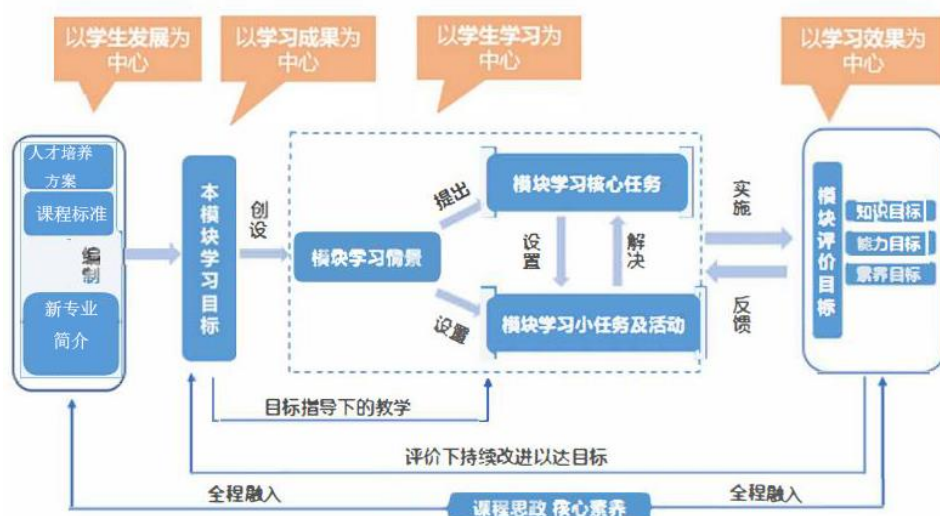 以学生发展为
中心
以学习成果为
中心
以学生学习为
中心
以学习效果为
中心
人才培养
方案
课程标准
编制
新专业
简介
本模块学习目标
创设
模块学习情景
提出
设置
模块学习核心任务
设置
解决
模块学习小任务及活动
实施
反馈
模块评价目标
知识目标
能力目标
素养目标
目标指导下的教学
评价下持续改进以达目标
全程融入
课程思政 核心素养
全程融入